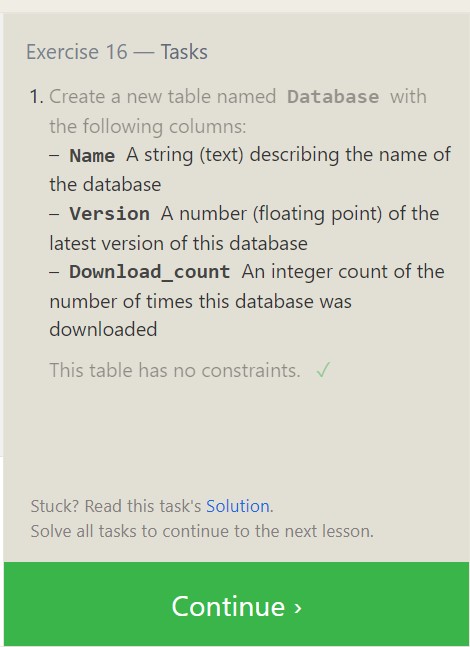 Exercise 16 — Tasks
1. Create a new table named Database with
the following columns:
– Name A string (text) describing the name of
the database
– Version A number (floating point) of the
latest version of this database
– Download_count An integer count of the
number of times this database was
downloaded
This table has no constraints. ✓
Stuck? Read this task's Solution.
Solve all tasks to continue to the next lesson.
Continue ›